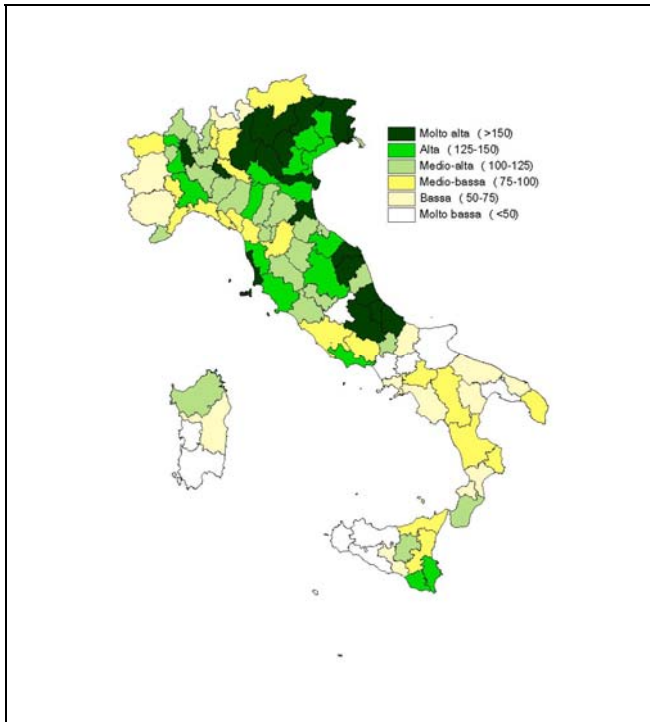 Molto alta (>150)
Alta (125-150)
Medio-alta (100-125)
Medio-bassa (75-100)
Bassa (50-75)
Molto bassa (<50)